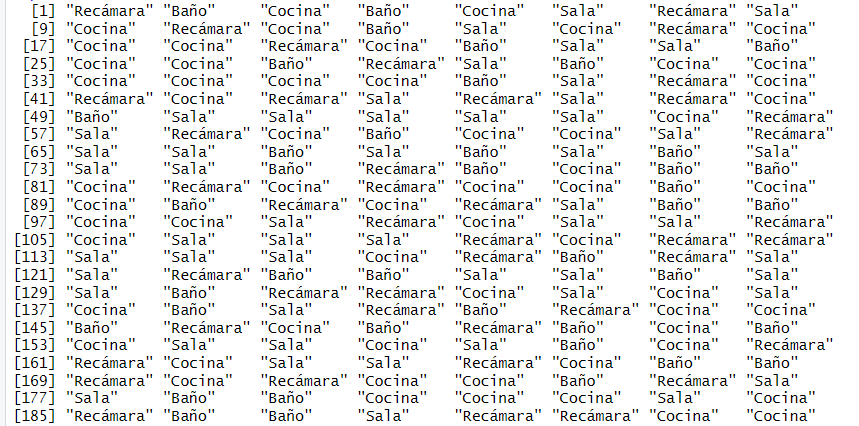 [1] "Recámara" "Baño" "Cocina" "Baño" "Cocina" "Sala" "Recámara" "Sala"
[9] "Cocina" "Recámara" "Cocina" "Baño" "Sala" "Cocina" "Recámara" "Cocina"
[17] "Cocina" "Cocina" "Recámara" "Cocina" "Baño" "Sala" "Sala" "Baño"
[25] "Cocina" "Cocina" "Baño" "Recámara" "Sala" "Baño" "Cocina" "Cocina"
[33] "Cocina" "Cocina" "Cocina" "Cocina" "Baño" "Sala" "Recámara" "Cocina"
[41] "Recámara" "Cocina" "Recámara" "Sala" "Recámara" "Sala" "Recámara" "Cocina"
[49] "Baño" "Sala" "Sala" "Sala" "Sala" "Sala" "Cocina" "Recámara"
[57] "Sala" "Recámara" "Cocina" "Baño" "Cocina" "Cocina" "Sala" "Recámara"
[65] "Sala" "Sala" "Baño" "Sala" "Baño" "Sala" "Baño" "Sala"
[73] "Sala" "Sala" "Baño" "Recámara" "Baño" "Cocina" "Baño" "Baño"
[81] "Cocina" "Recámara" "Cocina" "Recámara" "Cocina" "Cocina" "Baño" "Cocina"
[89] "Cocina" "Baño" "Recámara" "Cocina" "Recámara" "Sala" "Baño" "Baño"
[97] "Cocina" "Cocina" "Sala" "Recámara" "Cocina" "Sala" "Sala" "Recámara"
[105] "Cocina" "Sala" "Sala" "Sala" "Recámara" "Cocina" "Recámara" "Recámara"
[113] "Sala" "Sala" "Sala" "Cocina" "Recámara" "Baño" "Recámara" "Sala"
[121] "Sala" "Recámara" "Baño" "Baño" "Sala" "Sala" "Baño" "Sala"
[129] "Sala" "Baño" "Recámara" "Recámara" "Cocina" "Sala" "Cocina" "Sala"
[137] "Cocina" "Baño" "Sala" "Recámara" "Baño" "Recámara" "Cocina" "Cocina"
[145] "Baño" "Recámara" "Cocina" "Baño" "Recámara" "Baño" "Cocina" "Baño"
[153] "Cocina" "Sala" "Sala" "Cocina" "Sala" "Baño" "Cocina" "Recámara"
[161] "Recámara" "Cocina" "Sala" "Sala" "Recámara" "Cocina" "Baño" "Baño"
[169] "Recámara" "Cocina" "Recámara" "Cocina" "Cocina" "Baño" "Recámara" "Sala"
[177] "Sala" "Baño" "Baño" "Cocina" "Cocina" "Cocina" "Sala" "Cocina"
[185] "Recámara" "Baño" "Baño" "Sala" "Recámara" "Recámara" "Cocina" "Cocina"